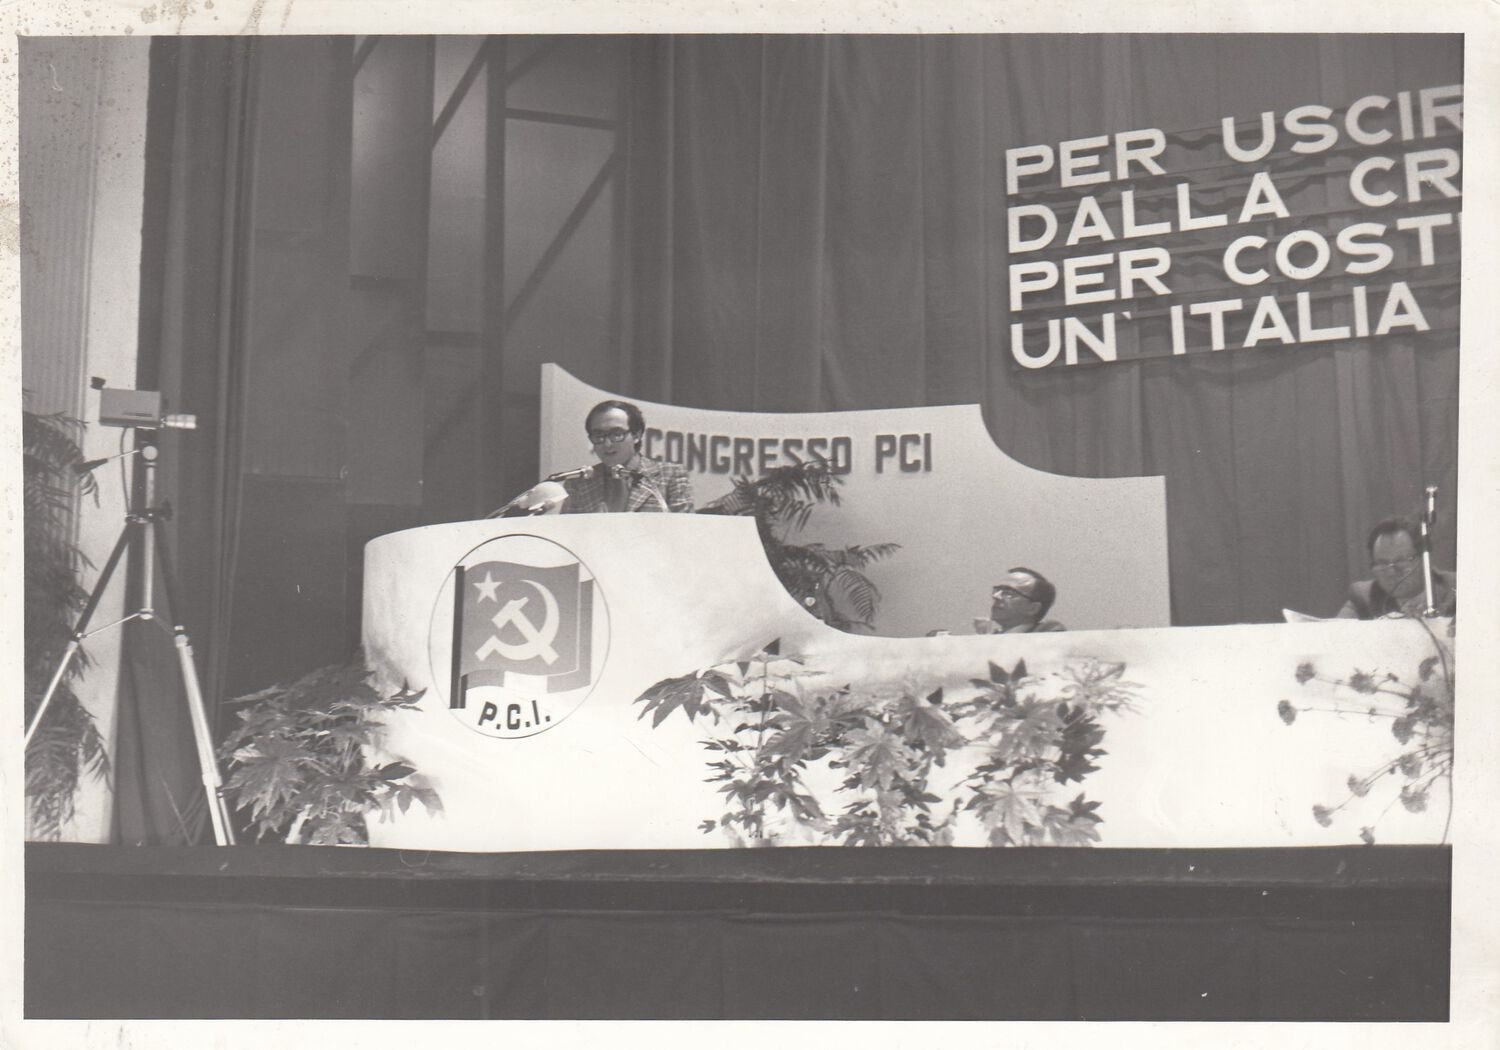 PER USCIR
DALLA CR
PER COST
UN' ITALIA
CONGRESSO PCI
P.C.I.